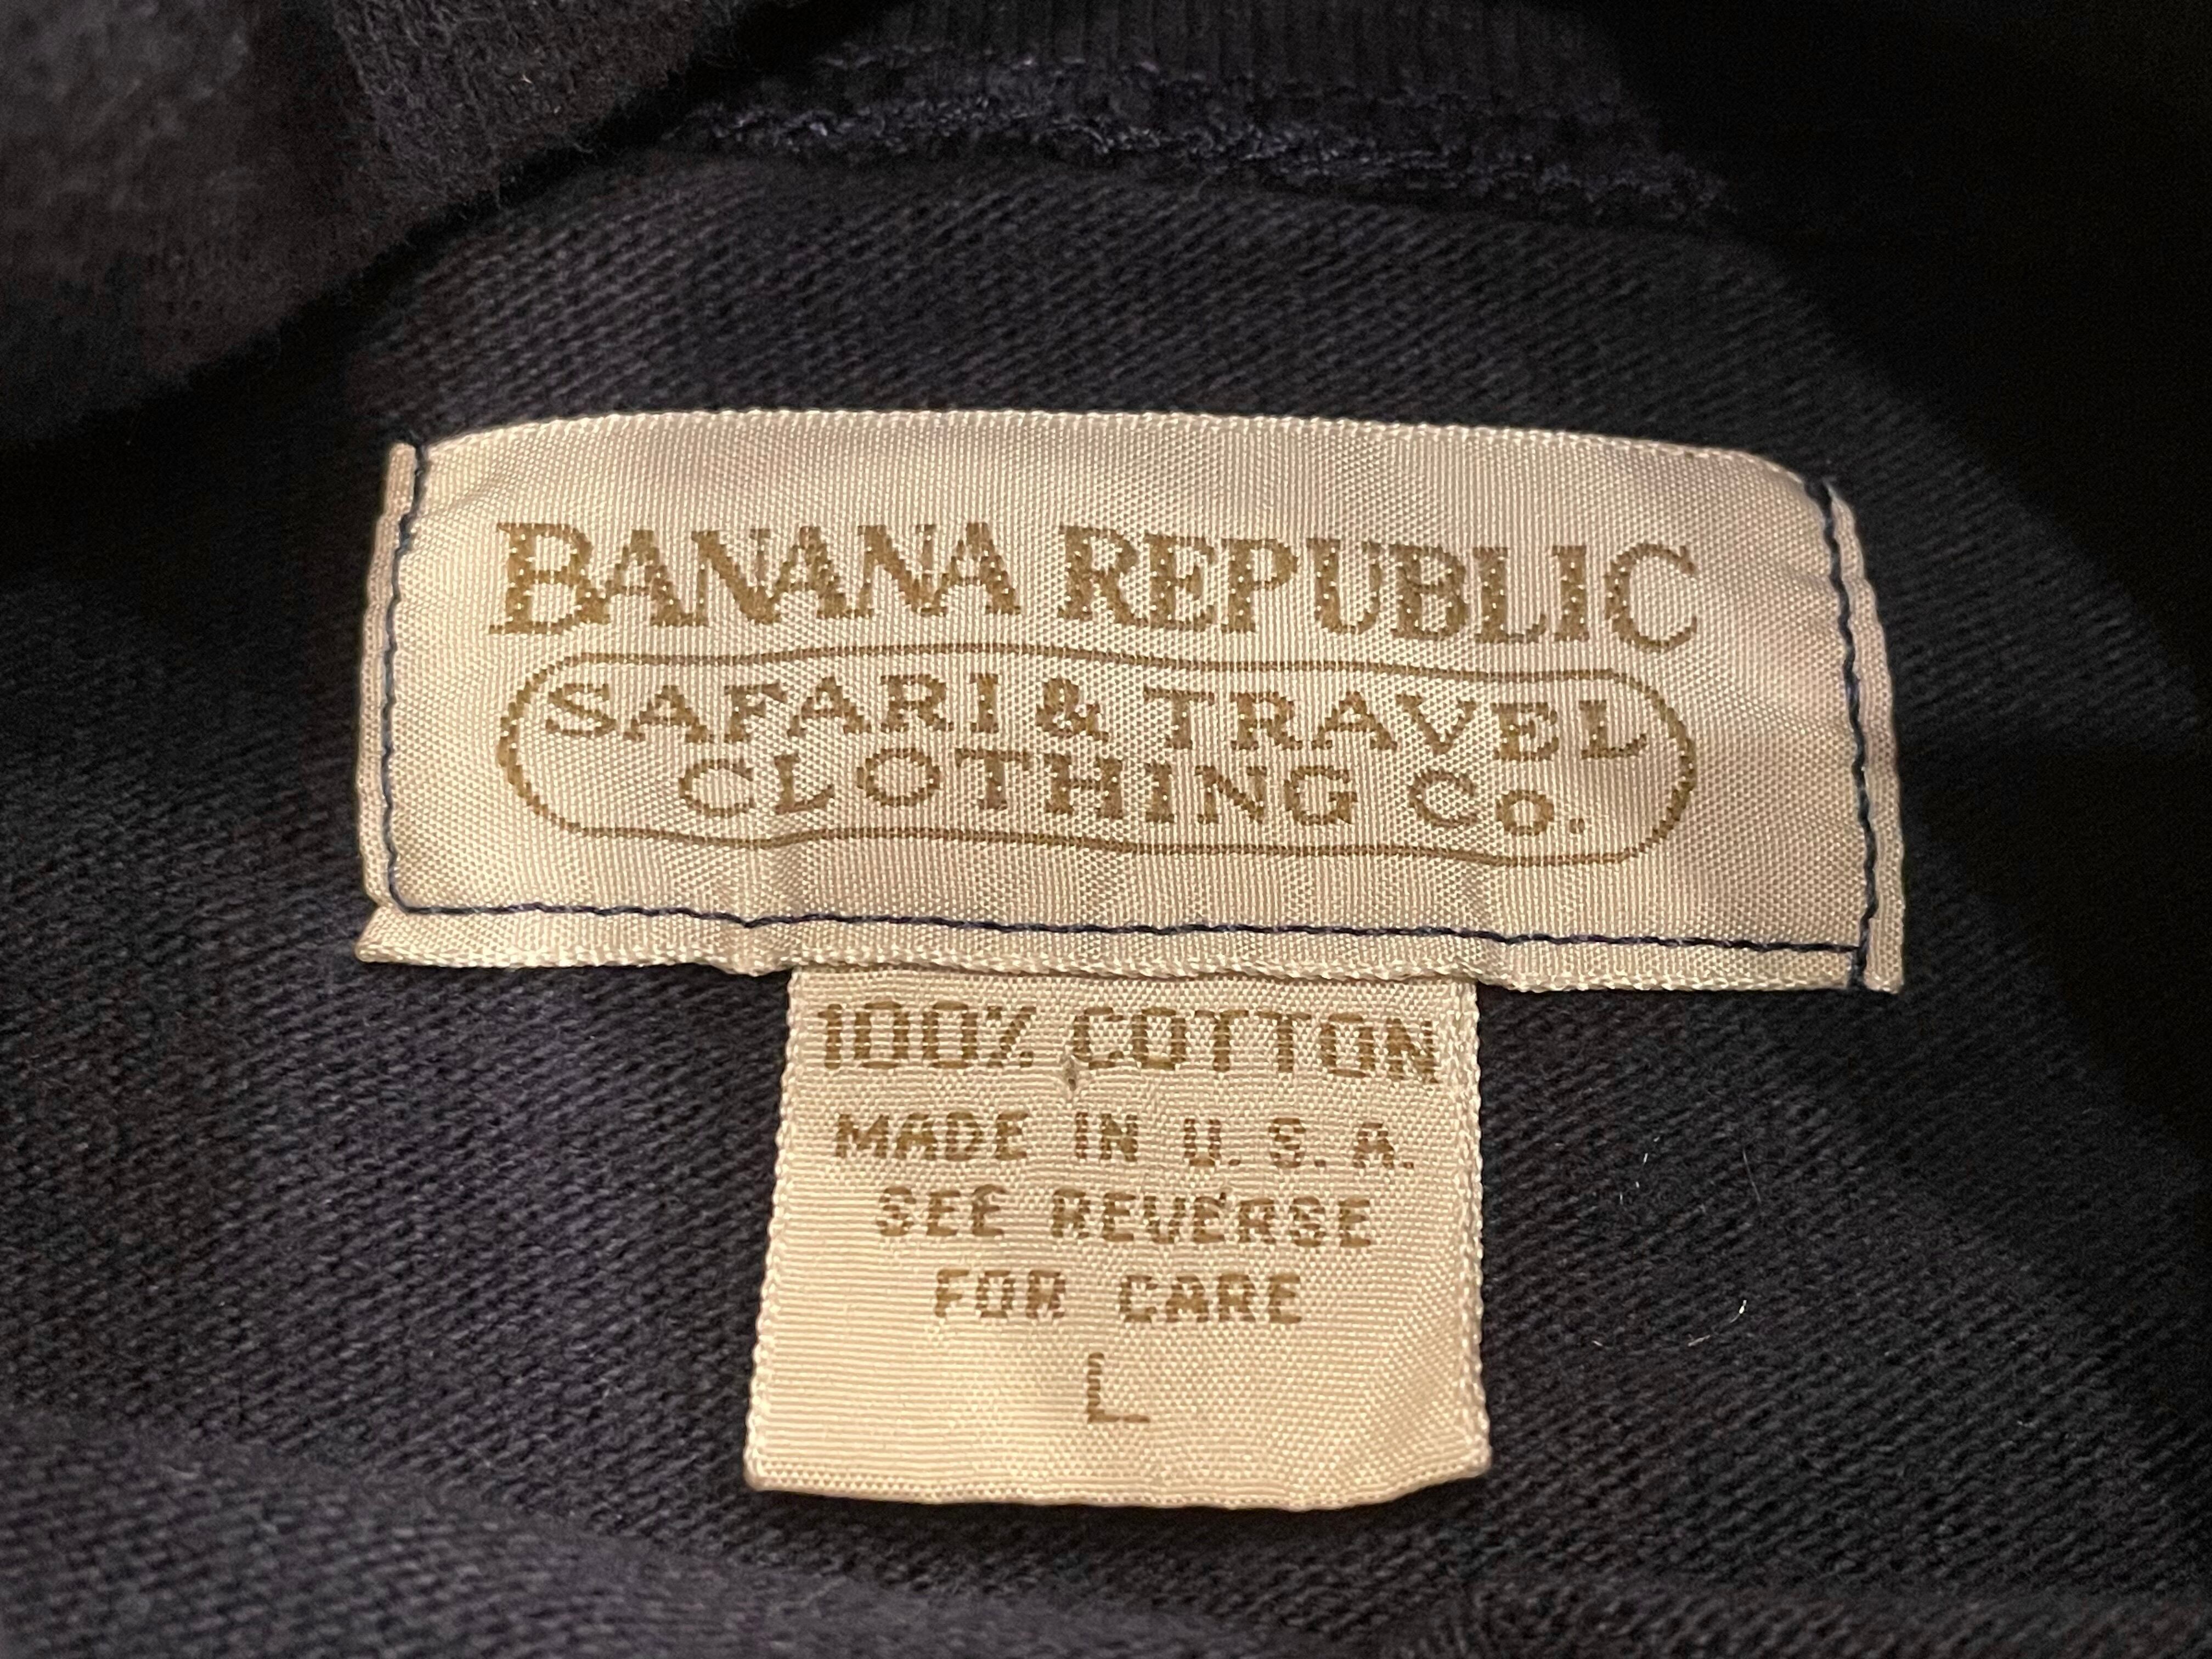 BANANA REPUBLIC
SAFARI & TRAVEL
CLOTHING Co.
100% COTTON
MADE IN U.S.A.
SEE REVERSE
FOR CARE
L